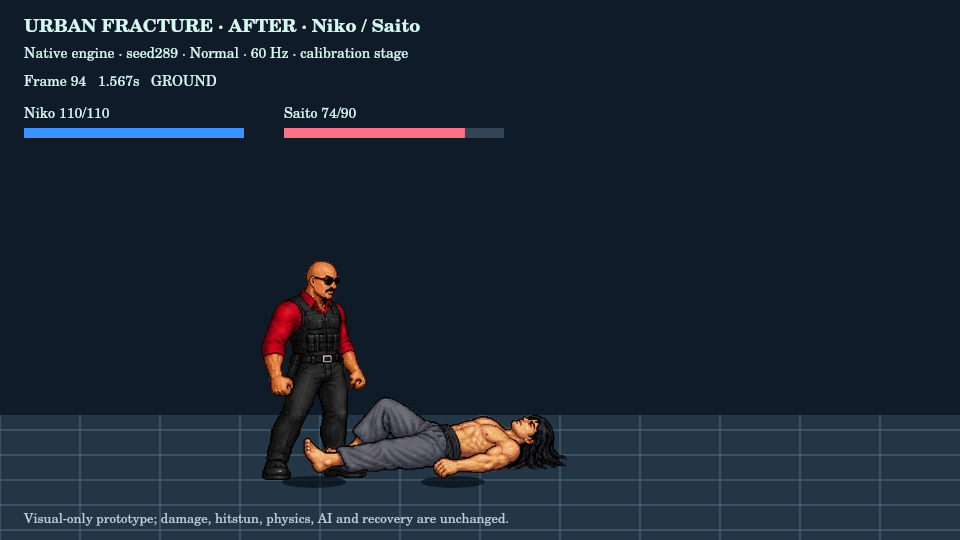 URBAN FRACTURE · AFTER · Niko / Saito
Native engine · seed289 · Normal · 60 Hz · calibration stage
Frame 94 1.567s GROUND
Niko 110/110 Saito 74/90
Visual-only prototype; damage, hitstun, physics, AI and recovery are unchanged.